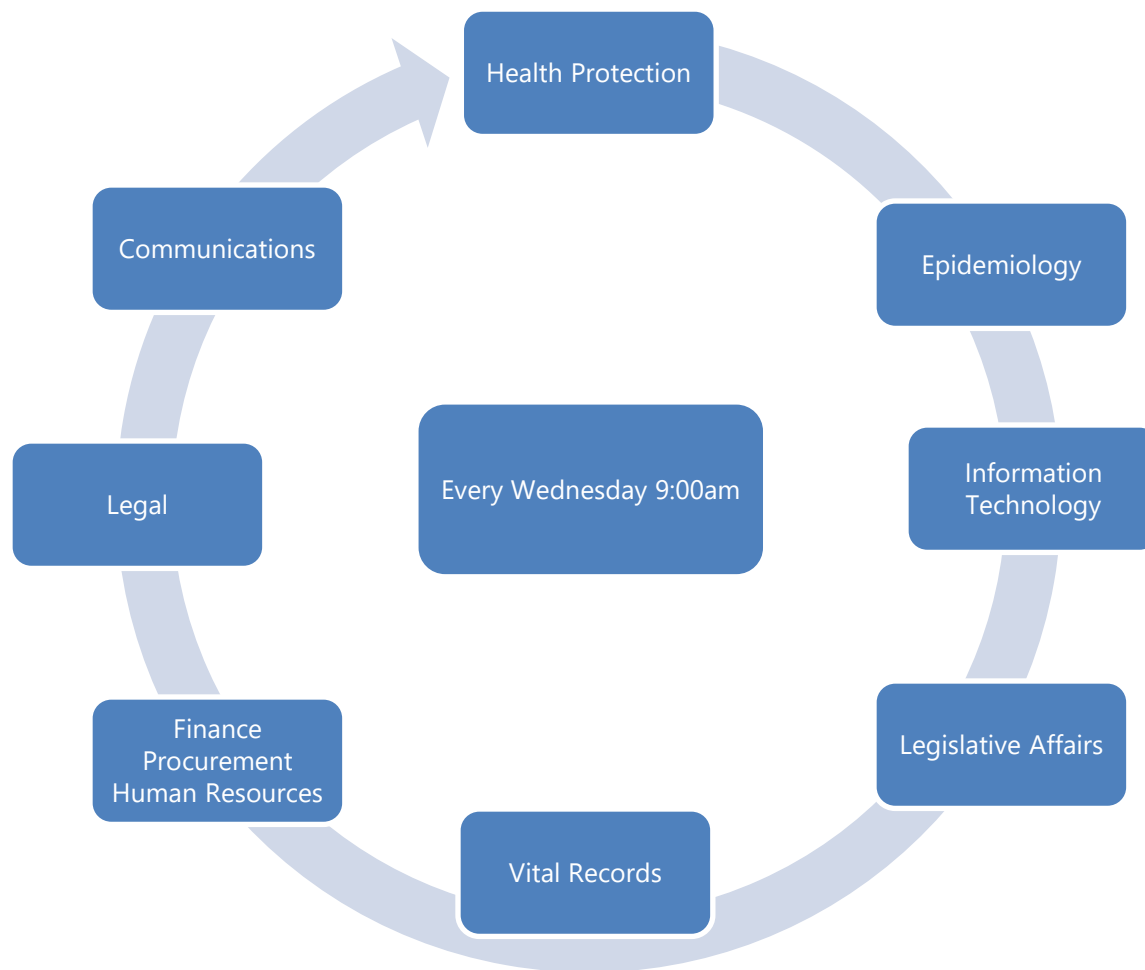 Health Protection
Epidemiology
Information
Technology
Legislative Affairs
Vital Records
Finance
Procurement
Human Resources
Legal
Communications
Every Wednesday 9:00am